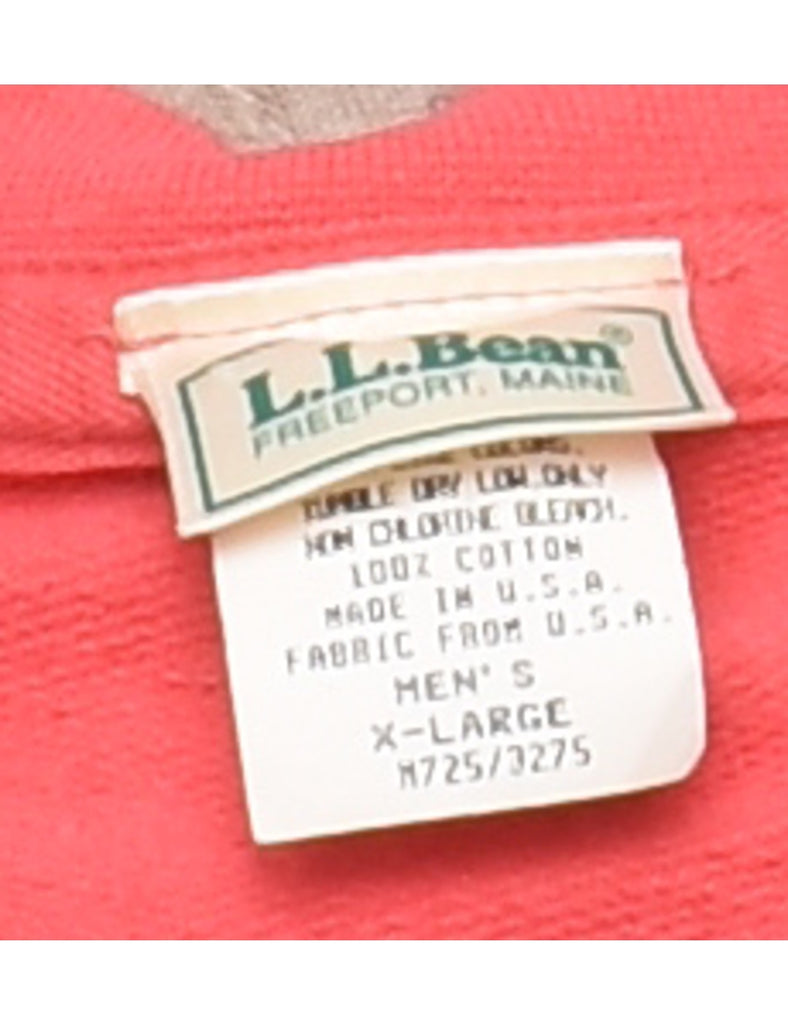 L.L.Bean®
FREEPORT, MAINE
COLORS.
TUMBLE DRY LOW ONLY
NON CHLORINE BLEACH.
100% COTTON
MADE IN U.S.A.
FABRIC FROM U.S.A.
MEN'S
X-LARGE
M725/3275